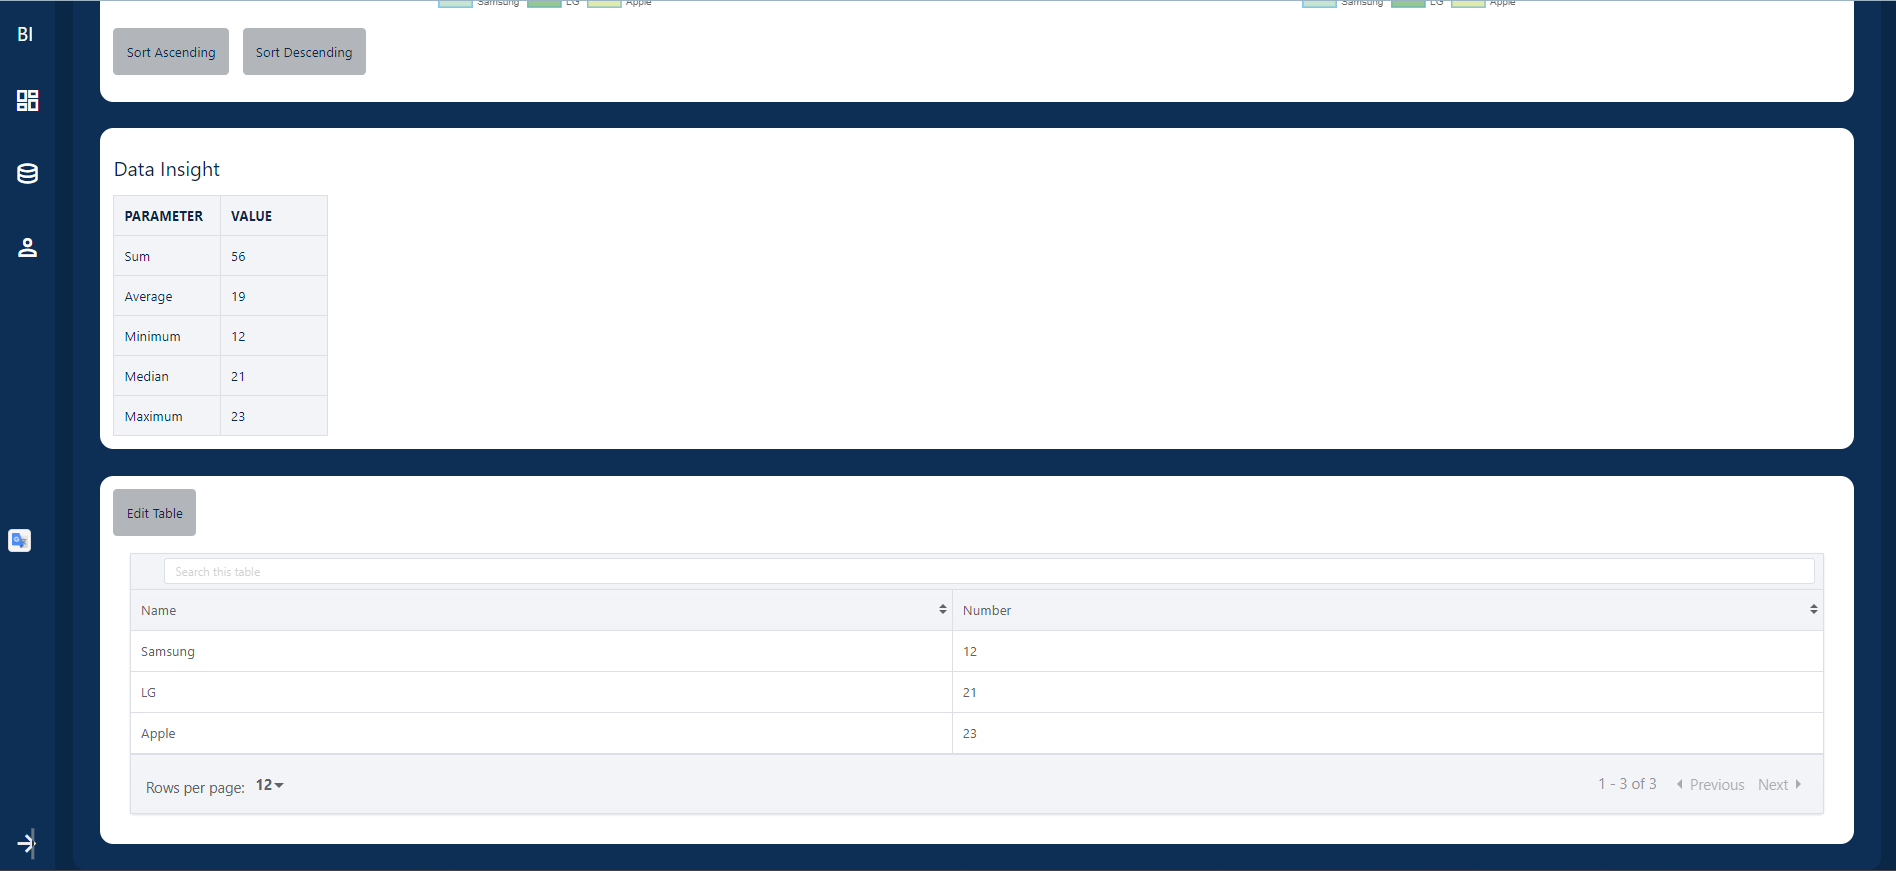 BI
Samsung LG Apple
Samsung LG Apple
Sort Ascending Sort Descending
Data Insight
PARAMETER VALUE
Sum 56
Average 19
Minimum 12
Median 21
Maximum 23
Edit Table
Search this table
Name Number
Samsung 12
LG 21
Apple 23
Rows per page: 12
1 - 3 of 3 Previous Next